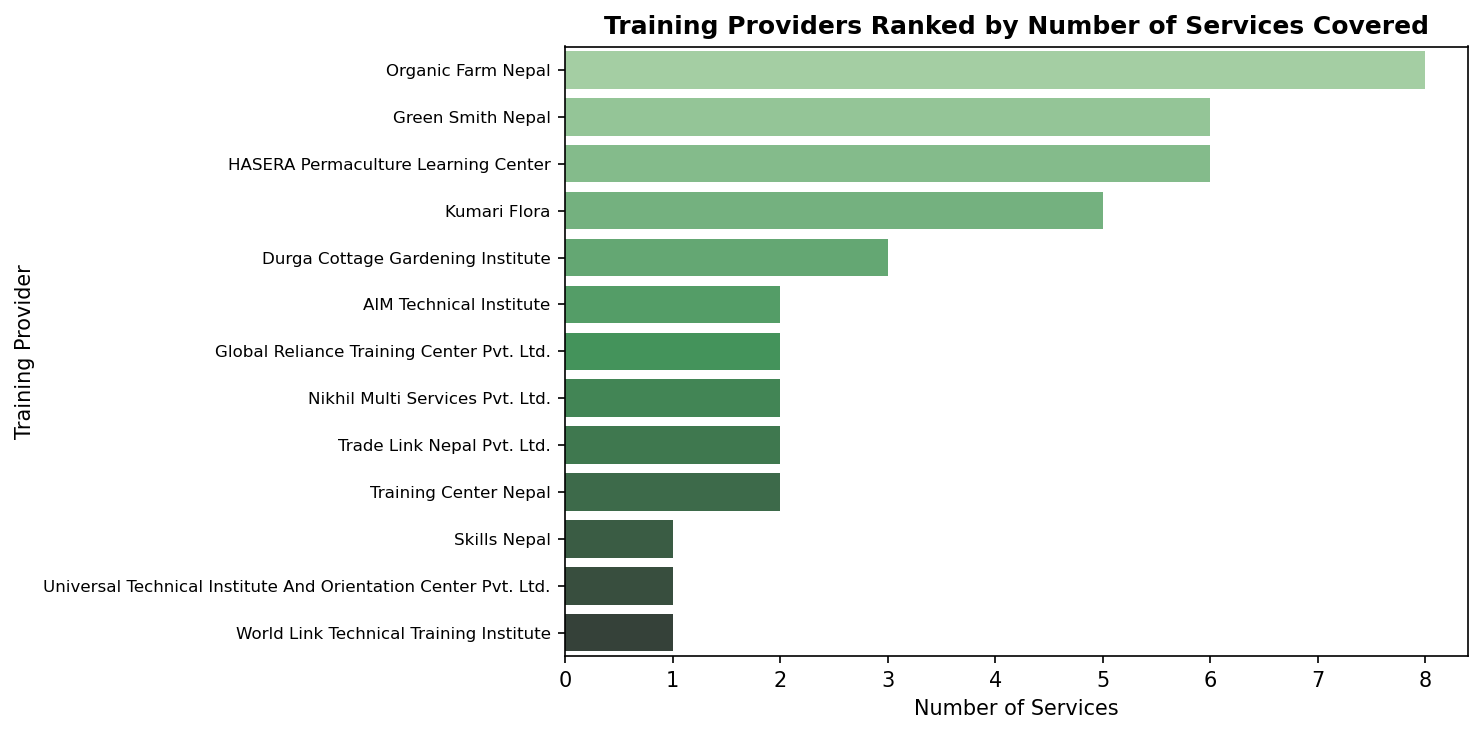 Training Providers Ranked by Number of Services Covered
Training Provider
Organic Farm Nepal
Green Smith Nepal
HASERA Permaculture Learning Center
Kumari Flora
Durga Cottage Gardening Institute
AIM Technical Institute
Global Reliance Training Center Pvt. Ltd.
Nikhil Multi Services Pvt. Ltd.
Trade Link Nepal Pvt. Ltd.
Training Center Nepal
Skills Nepal
Universal Technical Institute And Orientation Center Pvt. Ltd.
World Link Technical Training Institute
0 1 2 3 4 5 6 7 8
Number of Services